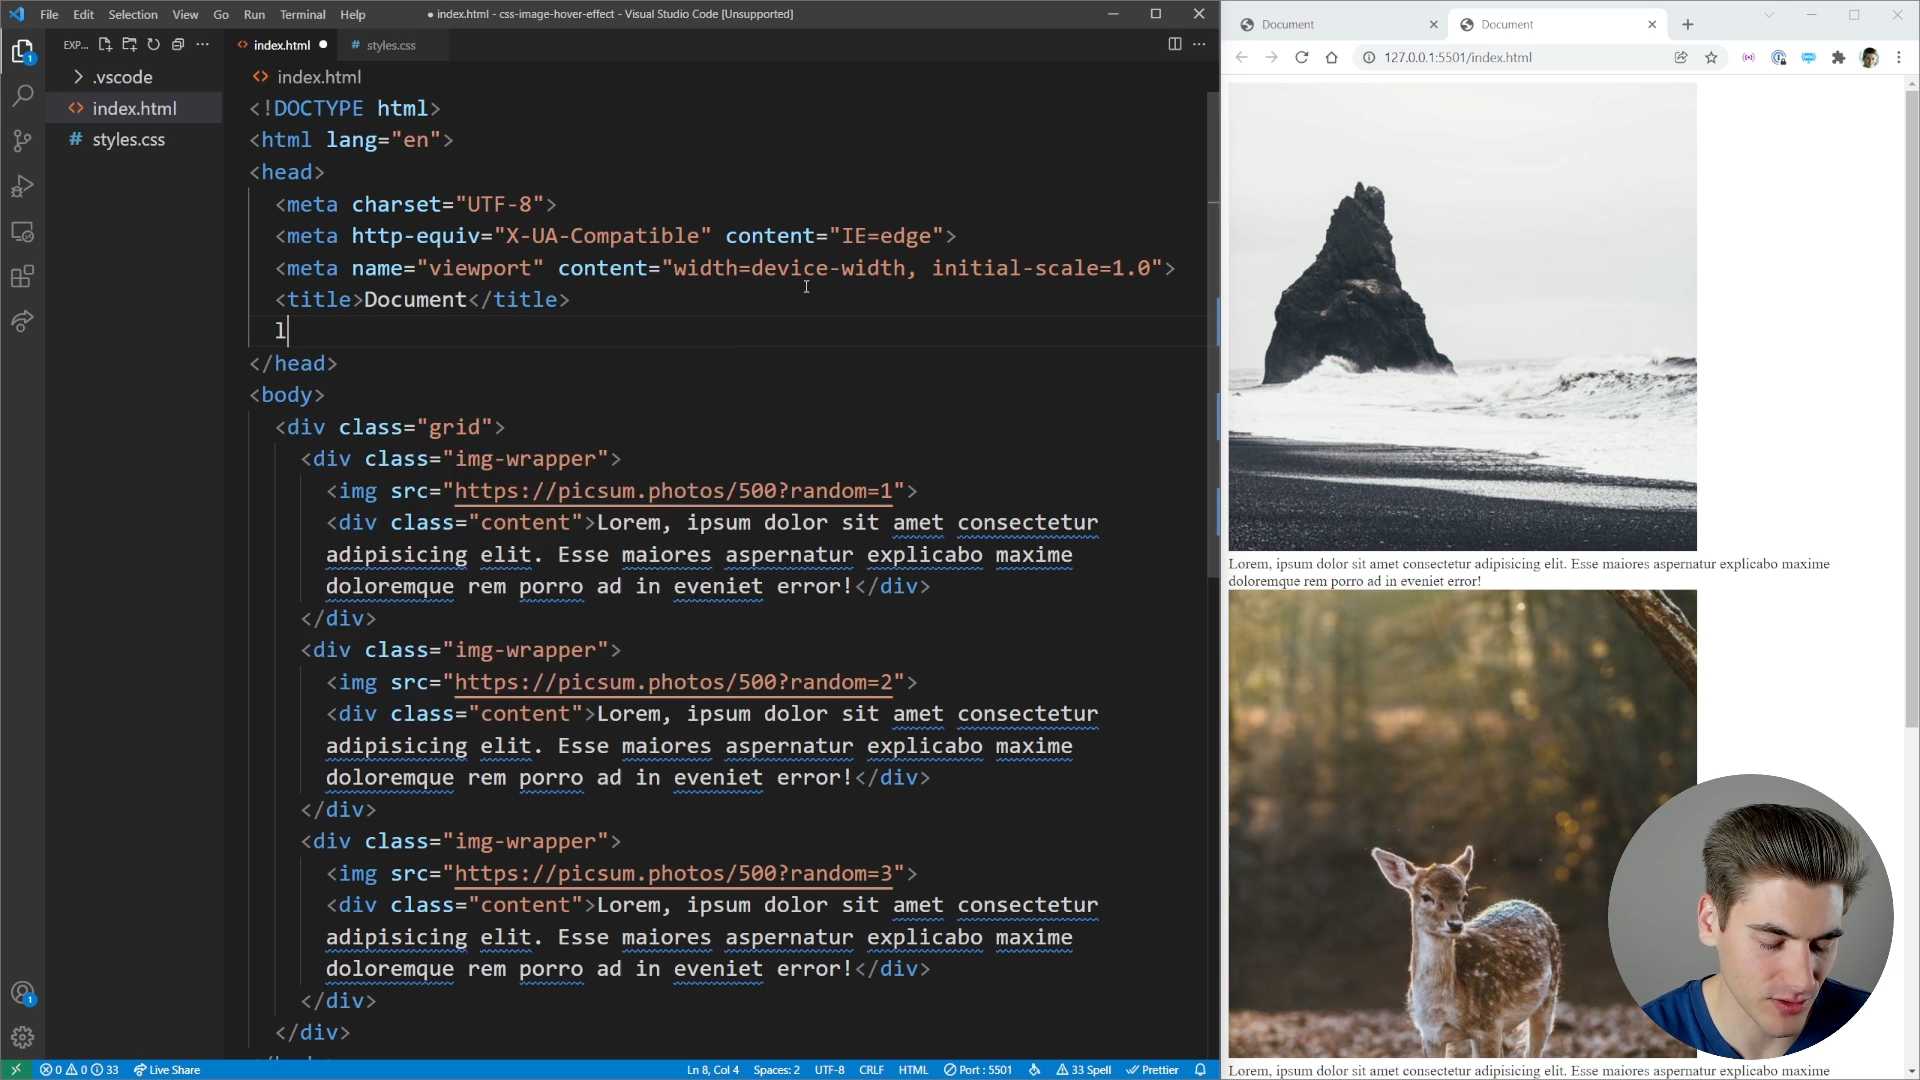 File Edit Selection View Go Run Terminal Help
● index.html - css-image-hover-effect - Visual Studio Code [Unsupported]
EXP...
index.html
# styles.css
.vscode
index.html
# styles.css
1
index.html
<!DOCTYPE html>
<html lang="en">
<head>
<meta charset="UTF-8">
<meta http-equiv="X-UA-Compatible" content="IE=edge">
<meta name="viewport" content="width=device-width, initial-scale=1.0">
<title>Document</title>
l
</head>
<body>
<div class="grid">
<div class="img-wrapper">
<img src="https://picsum.photos/500?random=1">
<div class="content">Lorem, ipsum dolor sit amet consectetur
adipisicing elit. Esse maiores aspernatur explicabo maxime
doloremque rem porro ad in eveniet error!</div>
</div>
<div class="img-wrapper">
<img src="https://picsum.photos/500?random=2">
<div class="content">Lorem, ipsum dolor sit amet consectetur
adipisicing elit. Esse maiores aspernatur explicabo maxime
doloremque rem porro ad in eveniet error!</div>
</div>
<div class="img-wrapper">
<img src="https://picsum.photos/500?random=3">
<div class="content">Lorem, ipsum dolor sit amet consectetur
adipisicing elit. Esse maiores aspernatur explicabo maxime
doloremque rem porro ad in eveniet error!</div>
</div>
</div>
1
0 0 33 Live Share
Ln 8, Col 4 Spaces: 2 UTF-8 CRLF HTML Port : 5501 33 Spell Prettier
Document
Document
127.0.0.1:5501/index.html
Lorem, ipsum dolor sit amet consectetur adipisicing elit. Esse maiores aspernatur explicabo maxime
doloremque rem porro ad in eveniet error!
Lorem, ipsum dolor sit amet consectetur adipisicing elit. Esse maiores aspernatur explicabo maxime